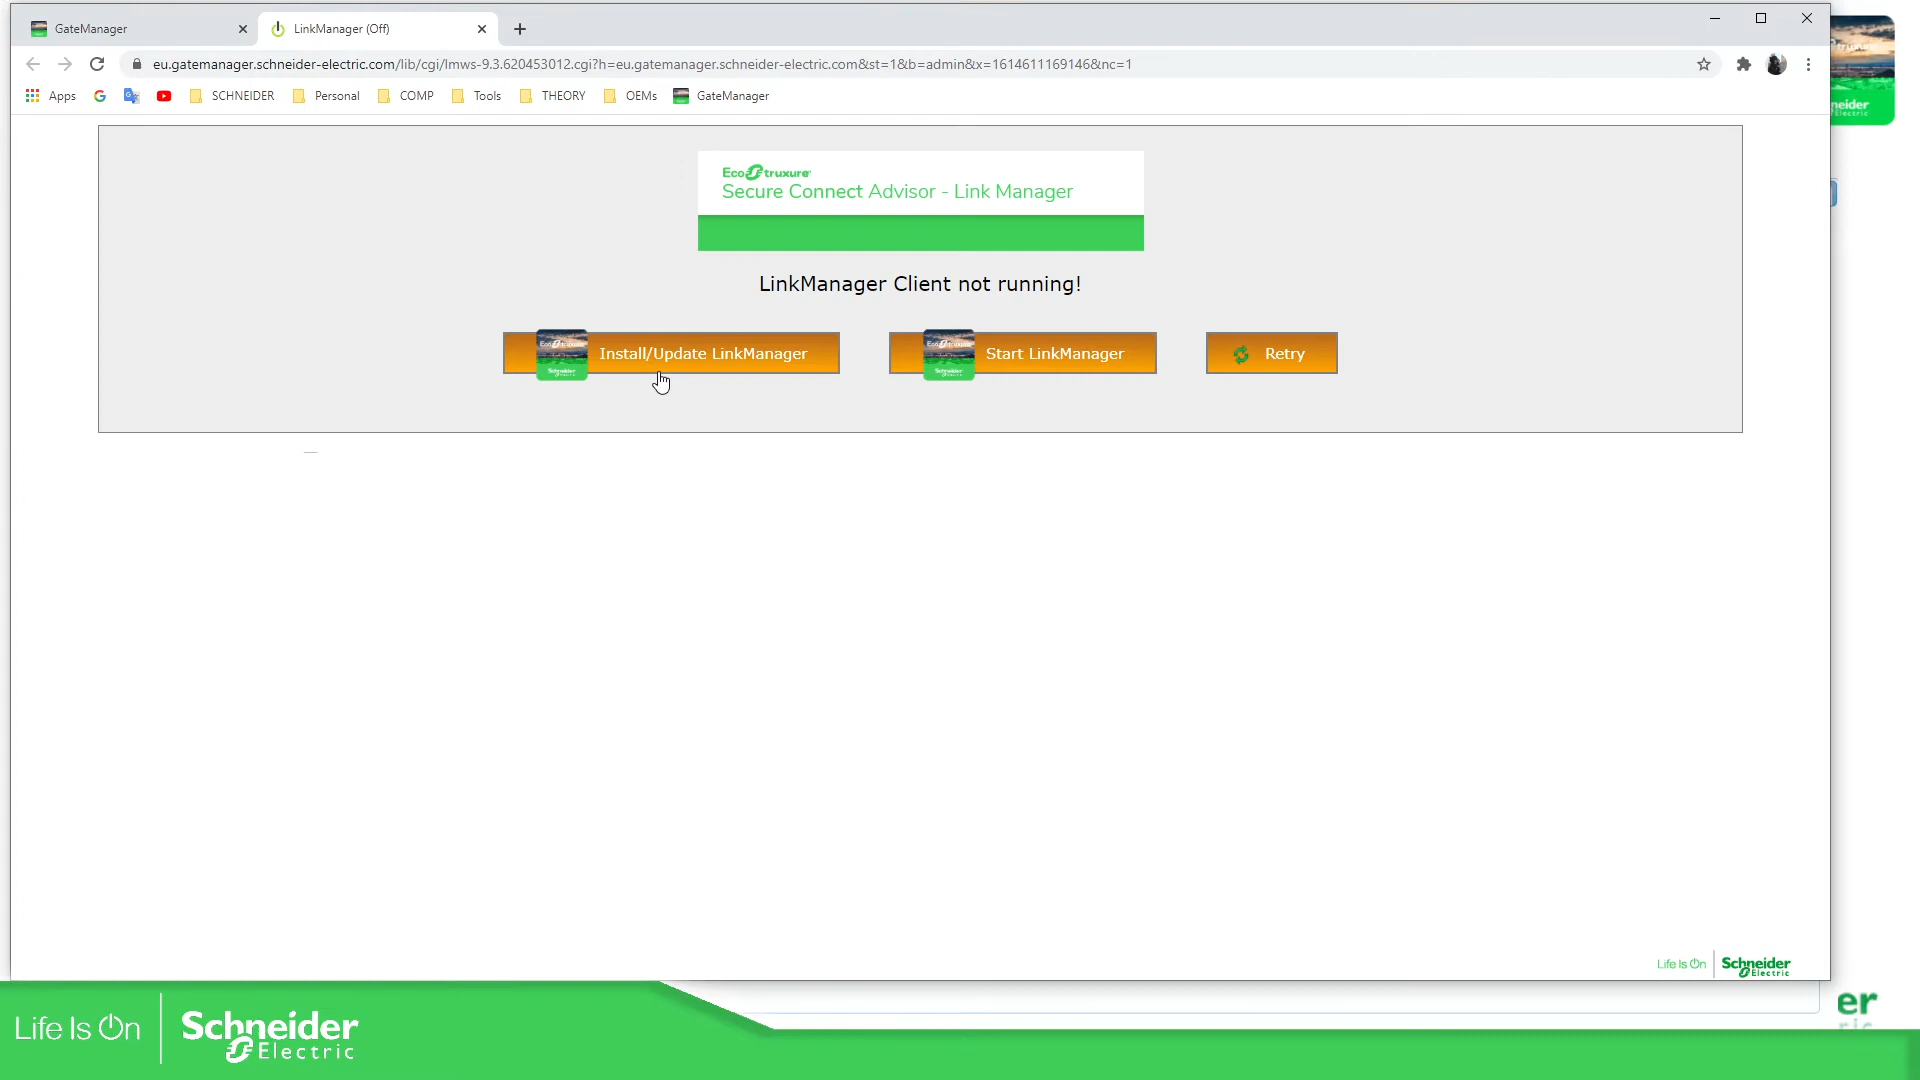 GateManager
LinkManager (Off)
eu.gatemanager.schneider-electric.com/lib/cgi/lmws-9.3.620453012.cgi?h=eu.gatemanager.schneider-electric.com&st=1&b=admin&x=1614611169146&nc=1
Apps
SCHNEIDER
Personal
COMP
Tools
THEORY
OEMs
GateManager
EcoStruxure
Secure Connect Advisor - Link Manager
LinkManager Client not running!
Install/Update LinkManager
Start LinkManager
Retry
Life Is On
Schneider
Electric
Life Is On
Schneider
Electric